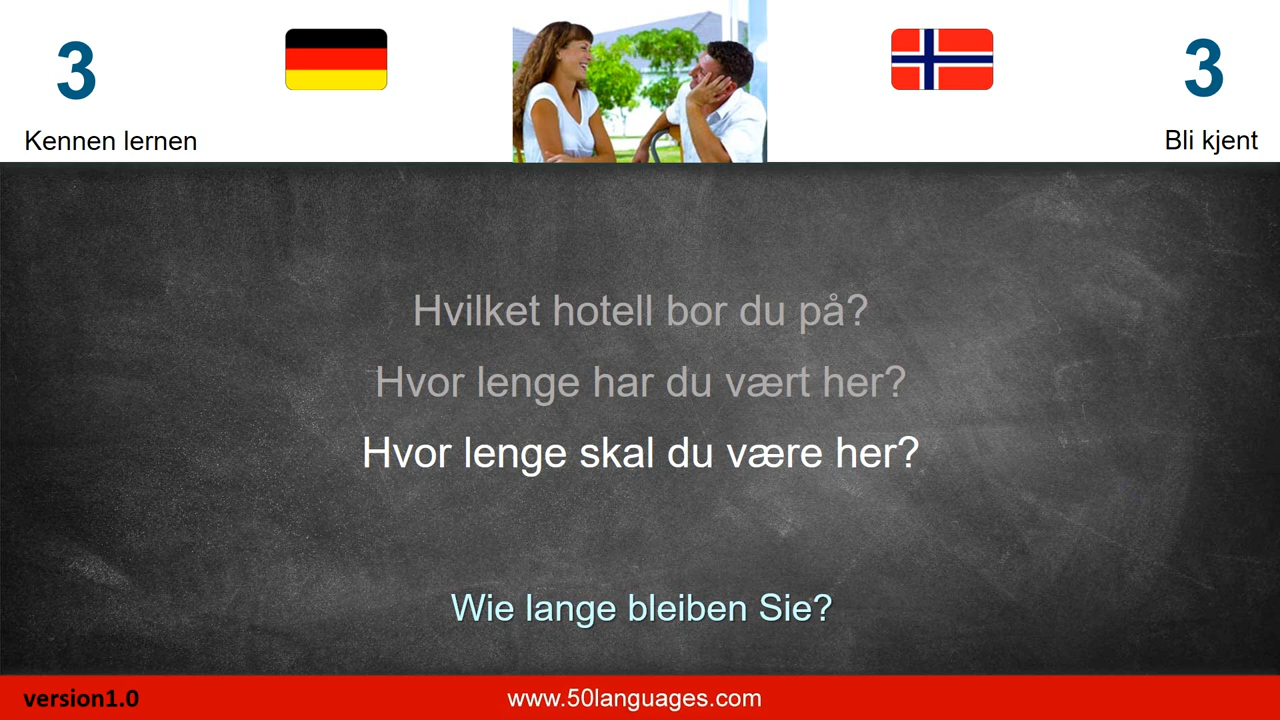 3
3
Kennen lernen
Bli kjent
Hvilket hotell bor du på?
Hvor lenge har du vært her?
Hvor lenge skal du være her?
Wie lange bleiben Sie?
version1.0
www.50languages.com